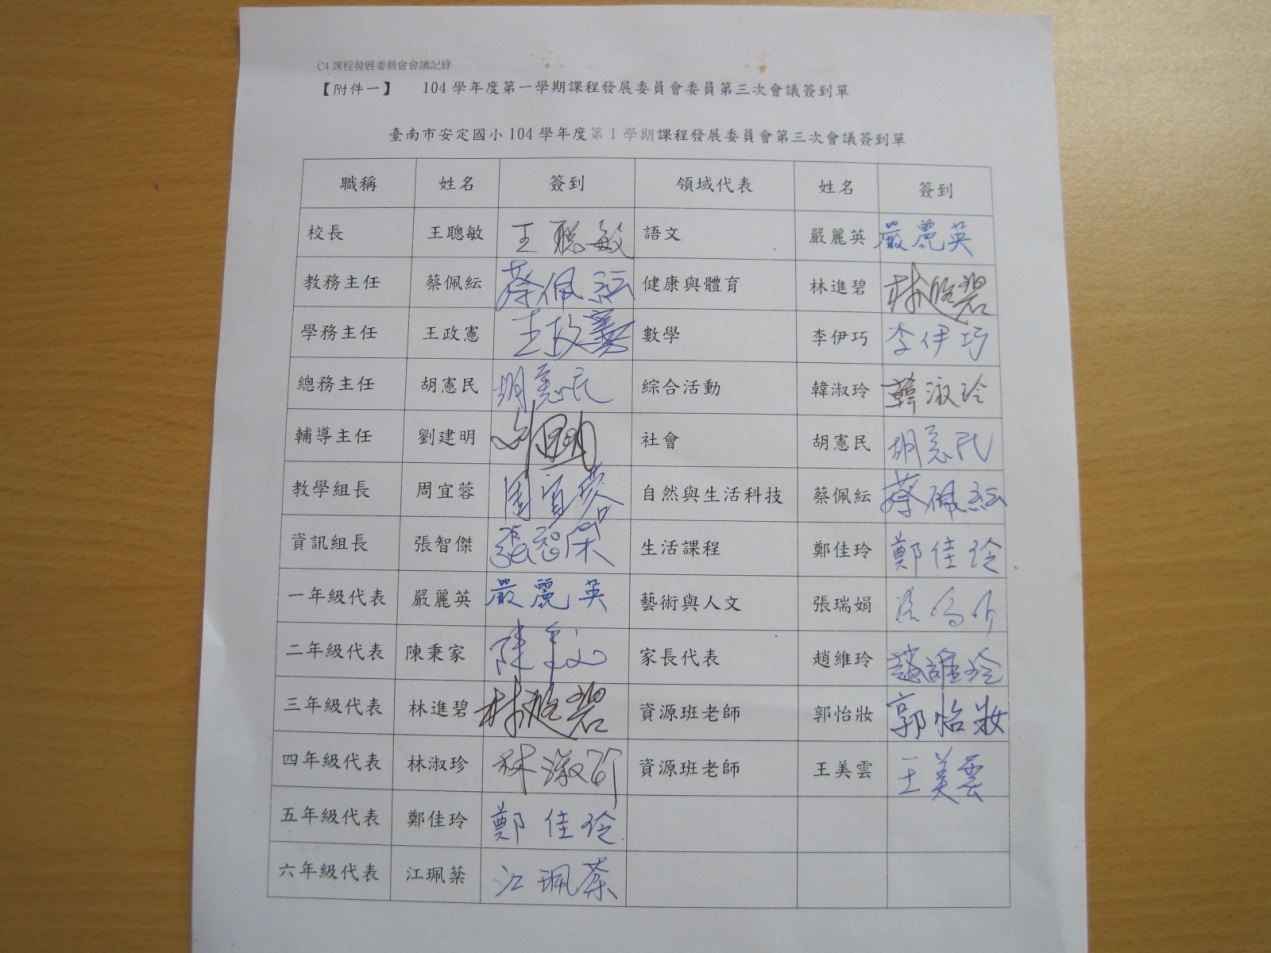 C4 課程發展委員會會議記錄
【附件一】 104 學年度第一學期課程發展委員會委員第三次會議簽到單
臺南市安定國小 104 學年度第 1 學期課程發展委員會第三次會議簽到單
職稱 姓名 簽到 領域代表 姓名 簽到
校長 王聰敏 王聰敏 語文 嚴麗英 嚴麗英
教務主任 蔡佩紜 蔡佩紜 健康與體育 林進碧 林進碧
學務主任 王政憲 王政憲 數學 李伊巧 李伊巧
總務主任 胡憲民 胡憲民 綜合活動 韓淑玲 韓淑玲
輔導主任 劉建明 社會 胡憲民 胡憲民
教學組長 周宜蓉 周宜蓉 自然與生活科技 蔡佩紜 蔡佩紜
資訊組長 張智傑 張智傑 生活課程 鄭佳玲 鄭佳玲
一年級代表 嚴麗英 嚴麗英 藝術與人文 張瑞娟
二年級代表 陳秉家 家長代表 趙維玲 趙維玲
三年級代表 林進碧 林進碧 資源班老師 郭怡妝 郭怡妝
四年級代表 林淑珍 林淑珍 資源班老師 王美雲 王美雲
五年級代表 鄭佳玲 鄭佳玲
六年級代表 江珮蘂 江珮